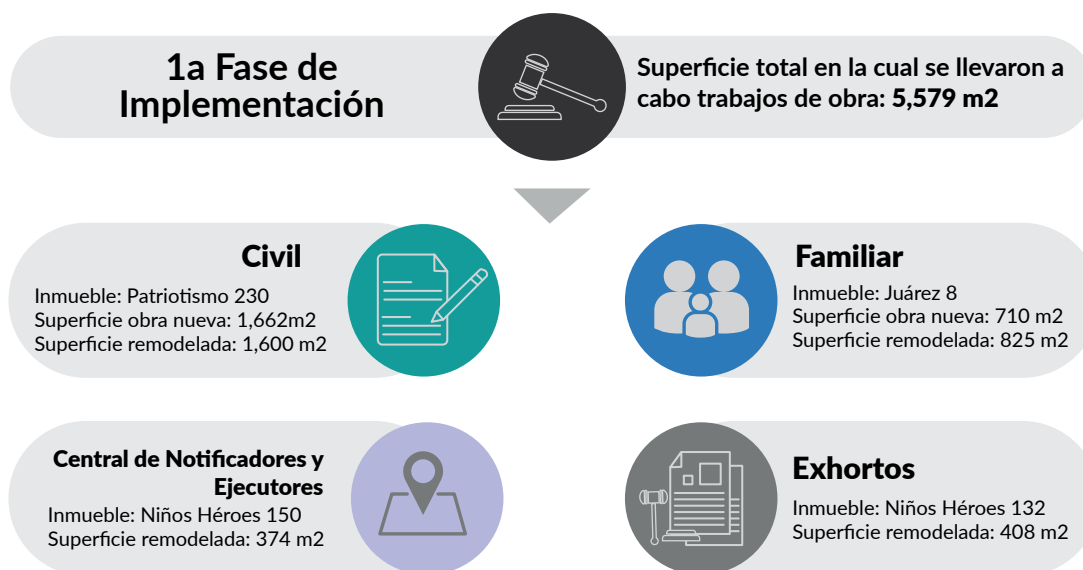 1a Fase de
Implementación
Superficie total en la cual se llevaron a
cabo trabajos de obra: 5,579 m2
Civil
Inmueble: Patriotismo 230
Superficie obra nueva: 1,662m2
Superficie remodelada: 1,600 m2
Familiar
Inmueble: Juárez 8
Superficie obra nueva: 710 m2
Superficie remodelada: 825 m2
Central de Notificadores y
Ejecutores
Inmueble: Niños Héroes 150
Superficie remodelada: 374 m2
Exhortos
Inmueble: Niños Héroes 132
Superficie remodelada: 408 m2